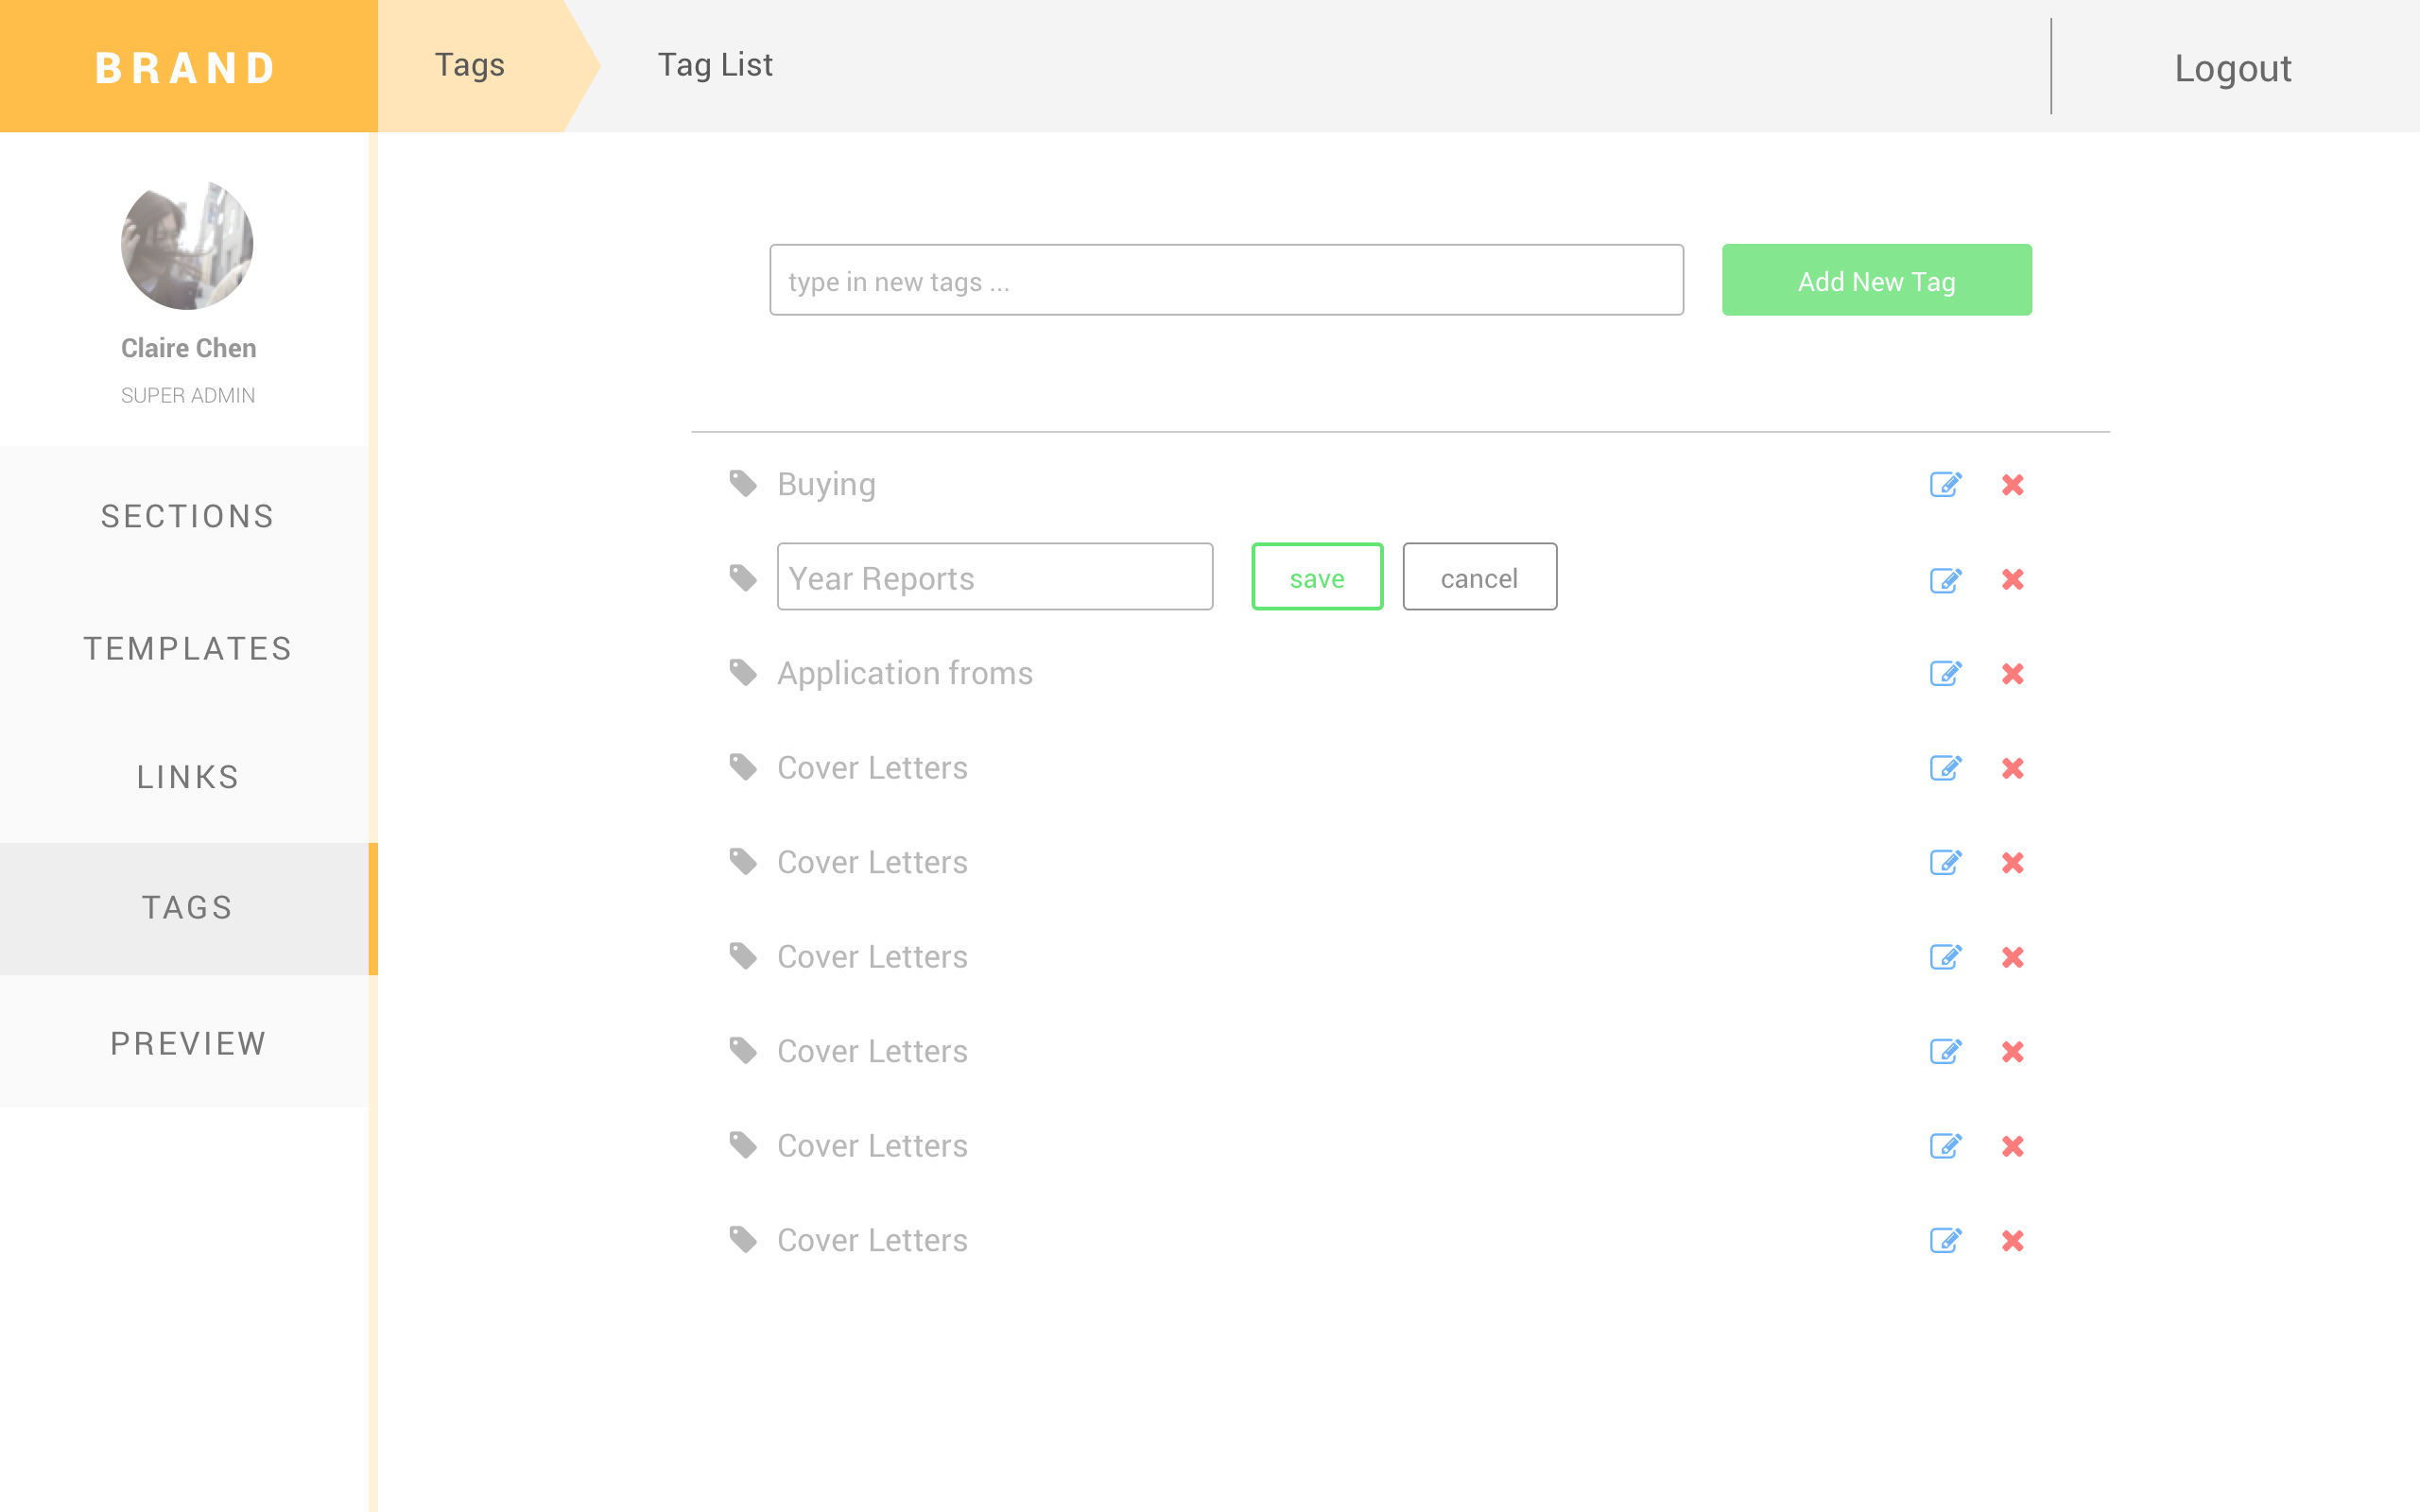 BRAND
Tags
Tag List
Logout
Claire Chen
SUPER ADMIN
SECTIONS
TEMPLATES
LINKS
TAGS
PREVIEW
type in new tags ...
Add New Tag
Buying
Year Reports
save
cancel
Application froms
Cover Letters
Cover Letters
Cover Letters
Cover Letters
Cover Letters
Cover Letters